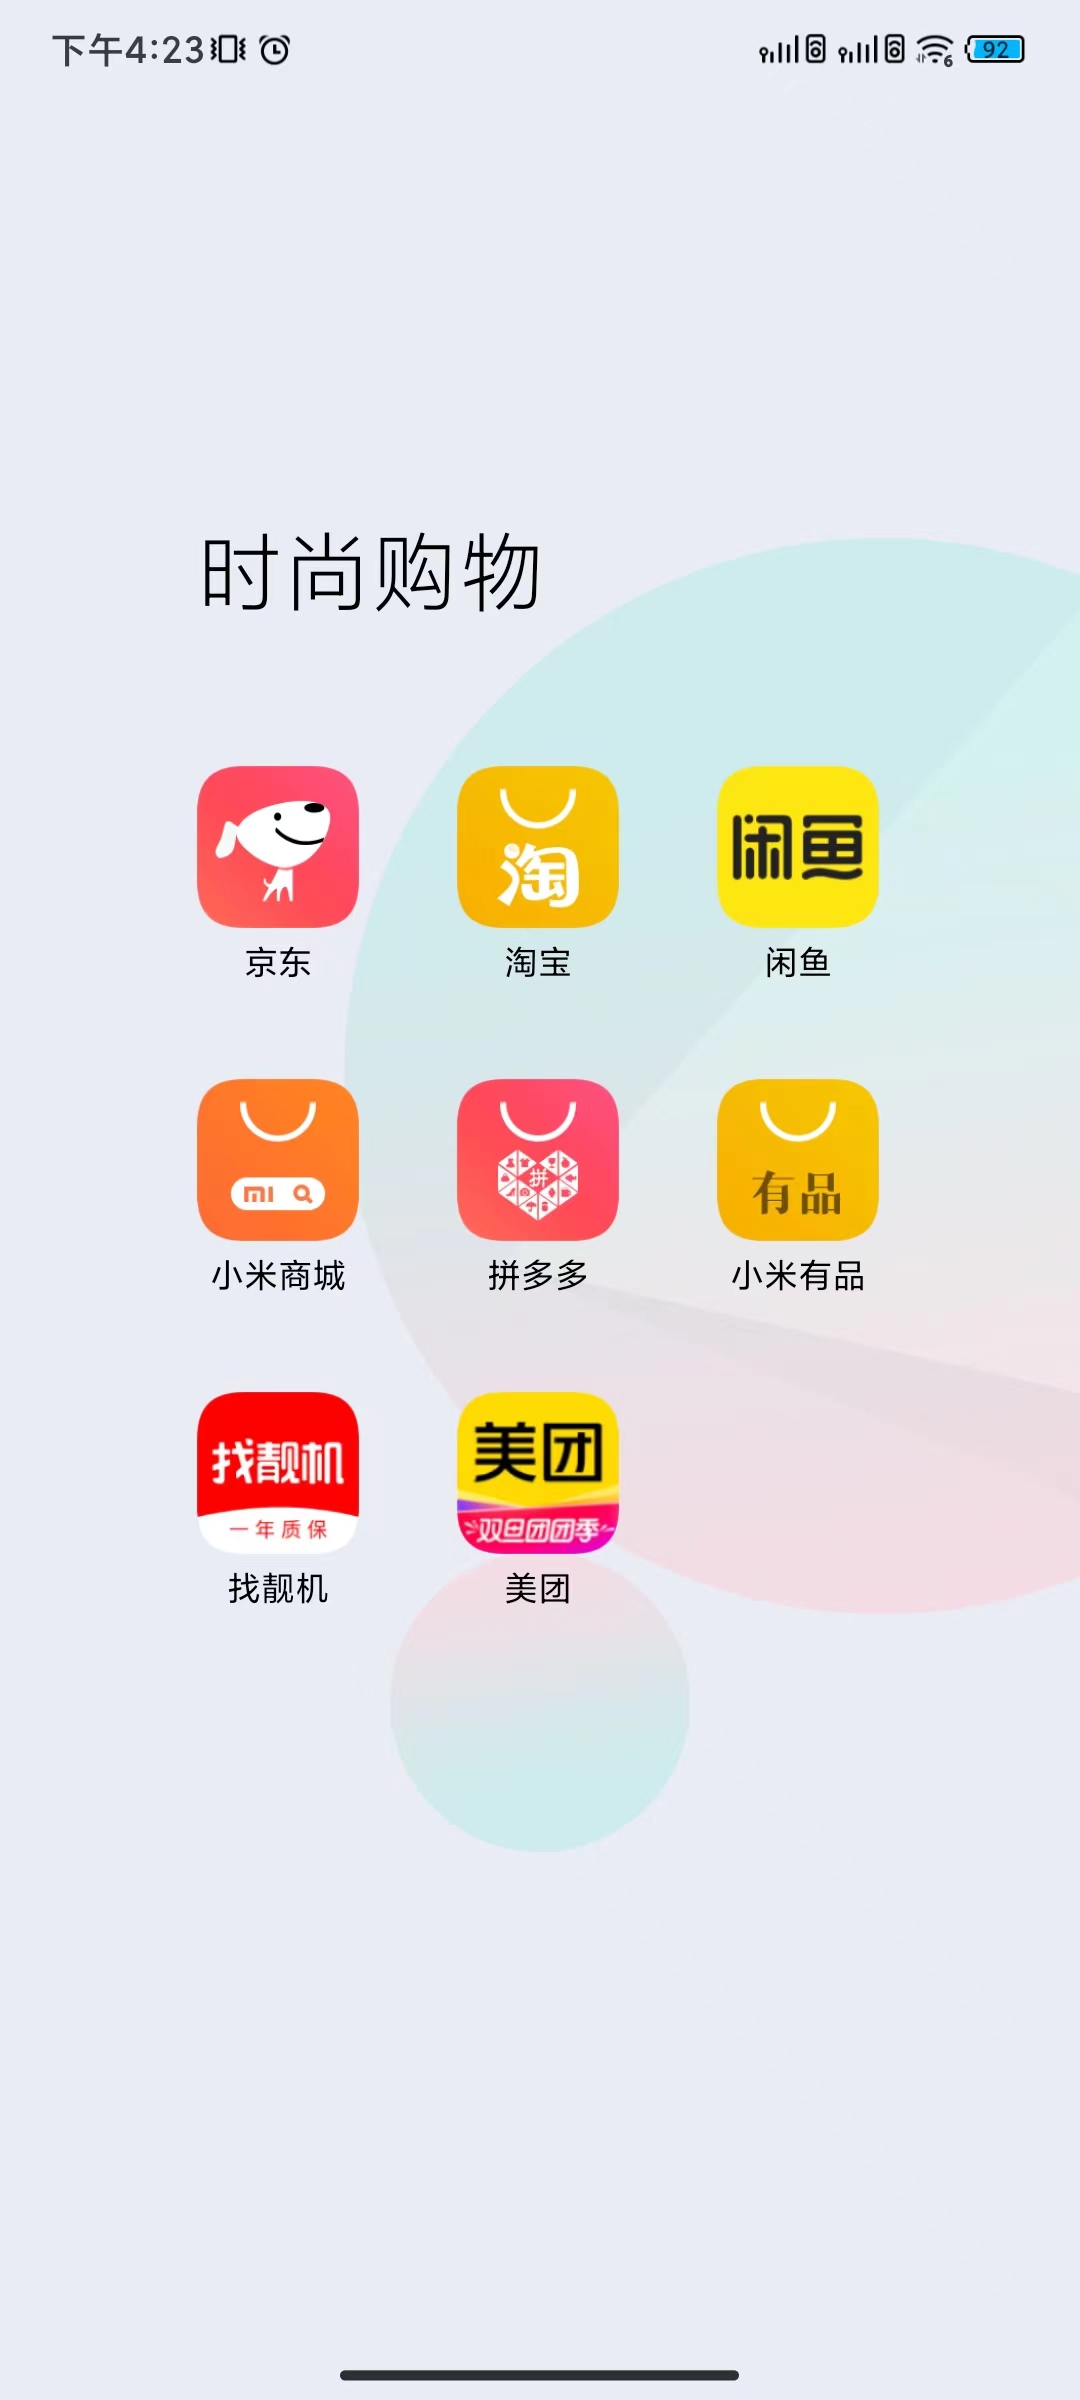 下午4:23 6 92
时尚购物
淘 闲鱼
京东 淘宝 闲鱼
mi 拼 有品
小米商城 拼多多 小米有品
找靓机 美团
一年质保 双旦团团季
找靓机 美团